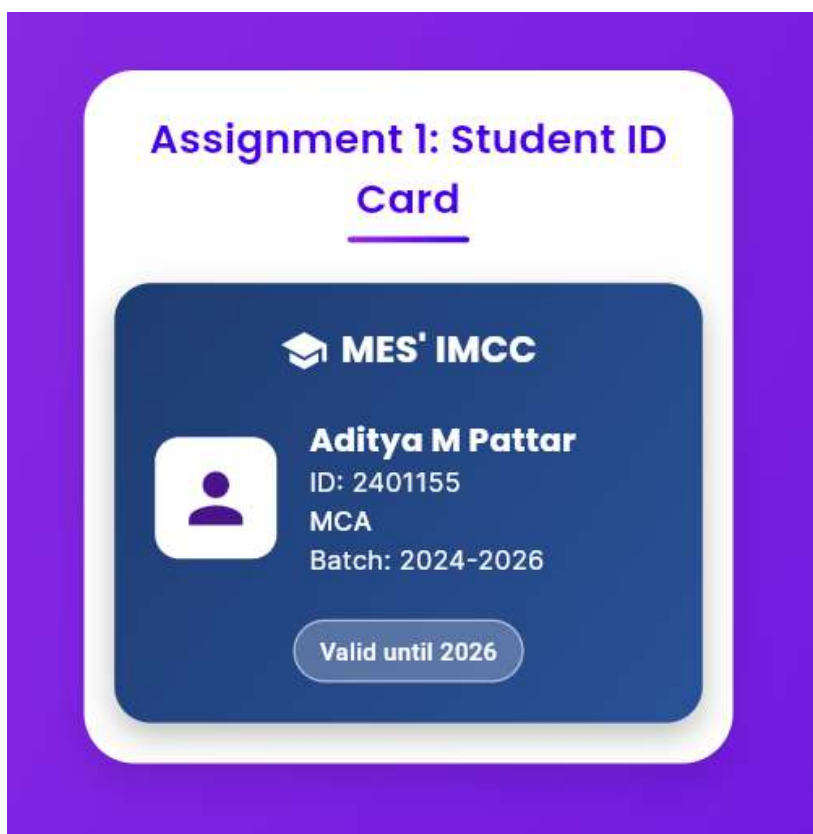 Assignment 1: Student ID
Card
MES' IMCC
Aditya M Pattar
ID: 2401155
MCA
Batch: 2024-2026
Valid until 2026